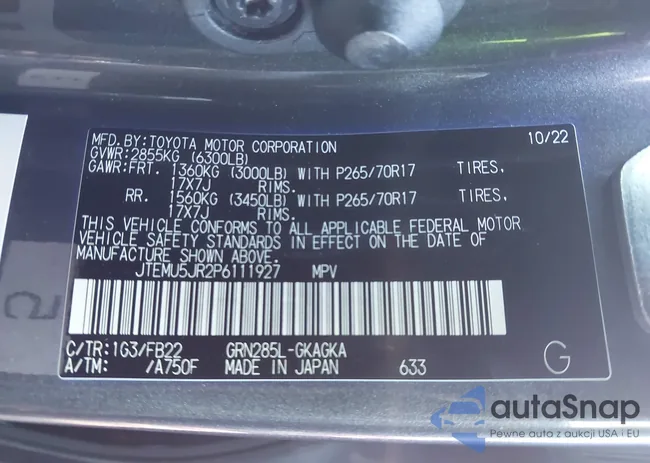 MFD.BY:TOYOTA MOTOR CORPORATION 10/22
GVWR:2855KG (6300LB)
GAWR:FRT. 1360KG (3000LB) WITH P265/70R17 TIRES,
17X7J RIMS.
RR. 1560KG (3450LB) WITH P265/70R17 TIRES,
17X7J RIMS.
THIS VEHICLE CONFORMS TO ALL APPLICABLE FEDERAL MOTOR
VEHICLE SAFETY STANDARDS IN EFFECT ON THE DATE OF
MANUFACTURE SHOWN ABOVE.
JTEMU5JR2P6111927 MPV
C/TR:1G3/FB22 GRN285L-GKAGKA
A/TM: /A750F MADE IN JAPAN 633 G
autaSnap
Pewne auto z aukcji USA i EU